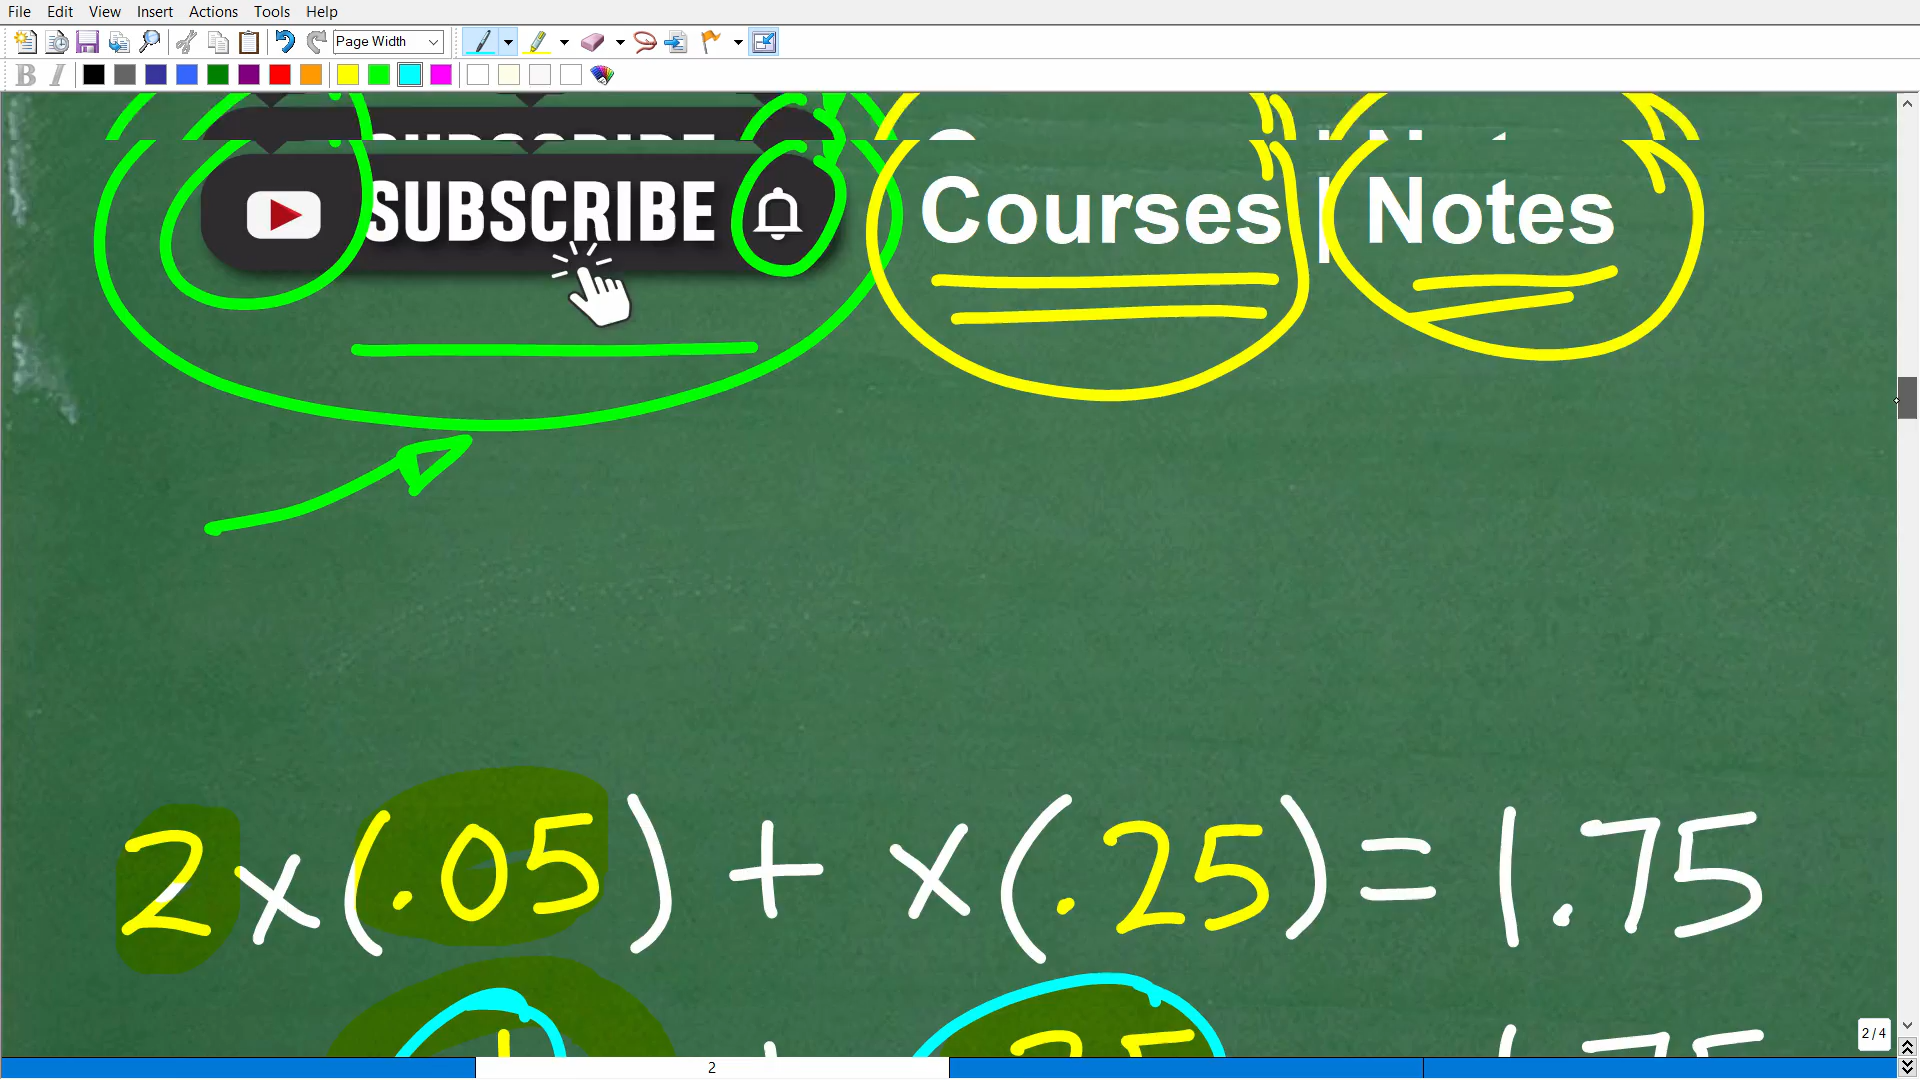 File Edit View Insert Actions Tools Help
Page Width
B I
SUBSCRIBE Courses | Notes
2x(.05) + x(.25) = 1.75
2/4
2